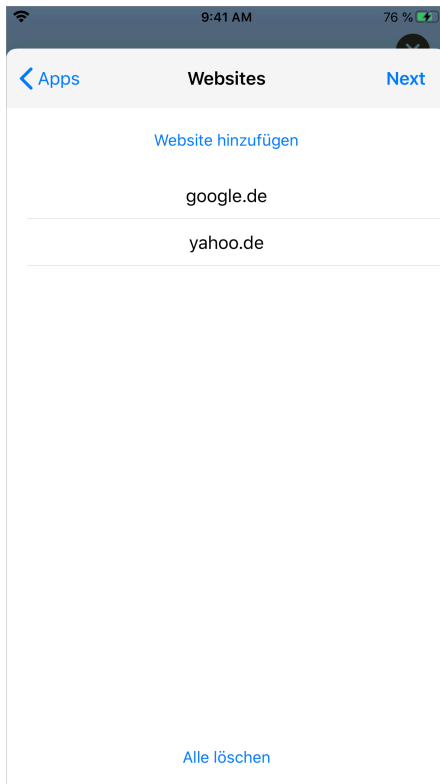 9:41 AM 76 %
Apps Websites Next
Website hinzufügen
google.de
yahoo.de
Alle löschen